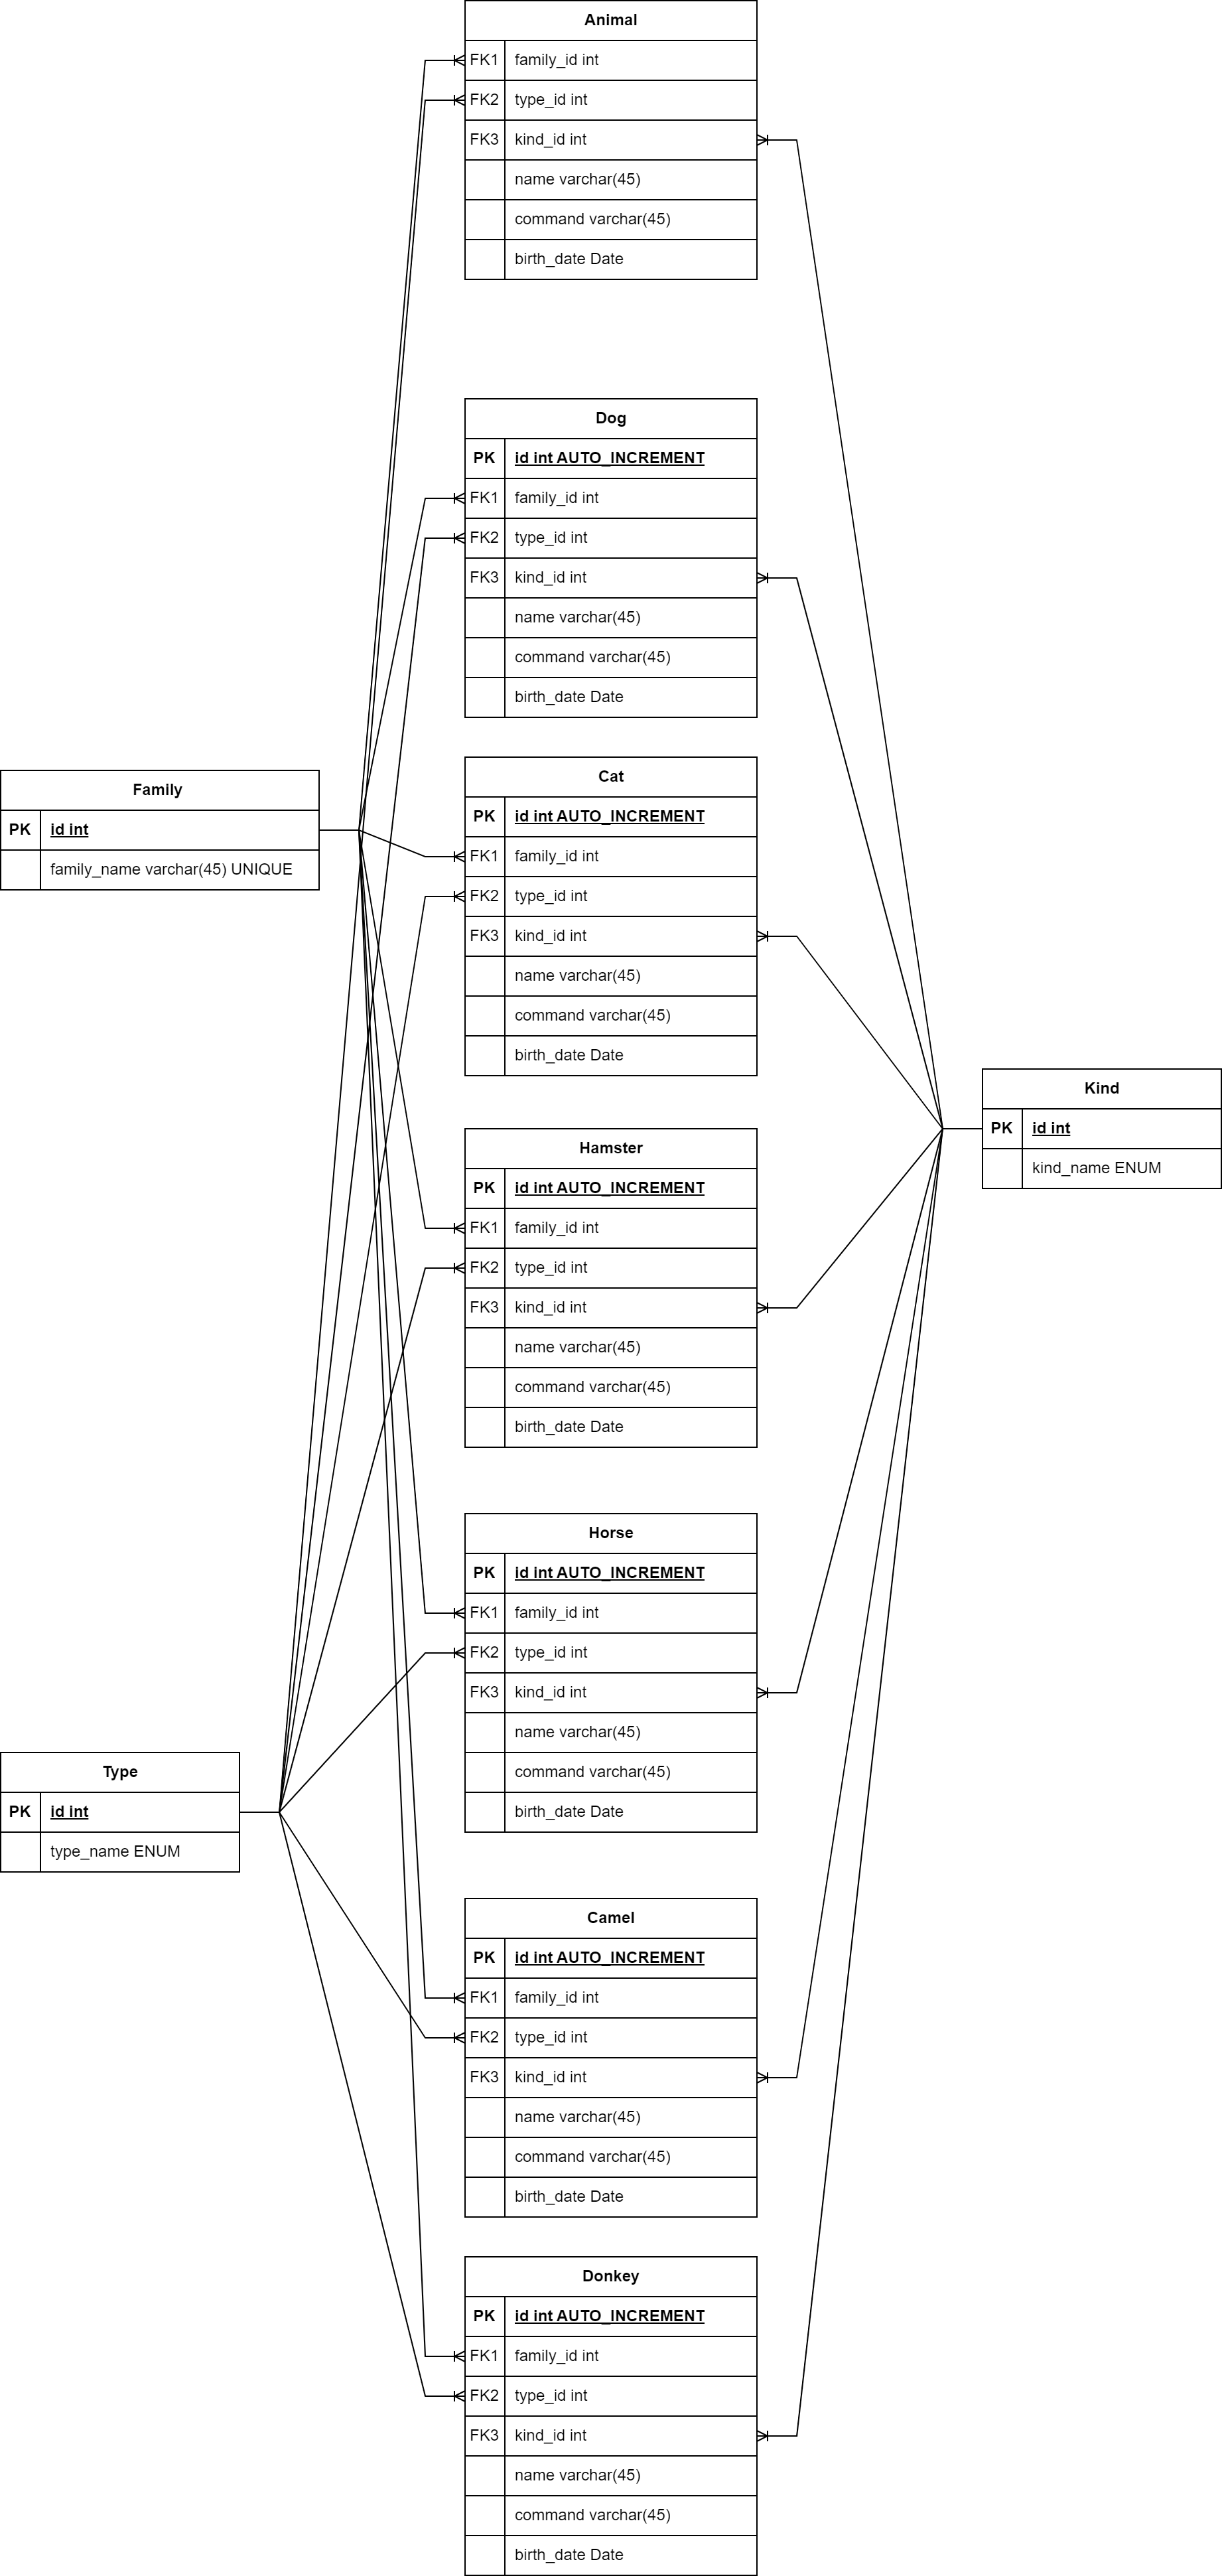 Animal
FK1 family_id int
FK2 type_id int
FK3 kind_id int
name varchar(45)
command varchar(45)
birth_date Date
Dog
PK id int AUTO_INCREMENT
FK1 family_id int
FK2 type_id int
FK3 kind_id int
name varchar(45)
command varchar(45)
birth_date Date
Family
PK id int
family_name varchar(45) UNIQUE
Cat
PK id int AUTO_INCREMENT
FK1 family_id int
FK2 type_id int
FK3 kind_id int
name varchar(45)
command varchar(45)
birth_date Date
Kind
PK id int
kind_name ENUM
Hamster
PK id int AUTO_INCREMENT
FK1 family_id int
FK2 type_id int
FK3 kind_id int
name varchar(45)
command varchar(45)
birth_date Date
Horse
PK id int AUTO_INCREMENT
FK1 family_id int
FK2 type_id int
FK3 kind_id int
name varchar(45)
command varchar(45)
birth_date Date
Type
PK id int
type_name ENUM
Camel
PK id int AUTO_INCREMENT
FK1 family_id int
FK2 type_id int
FK3 kind_id int
name varchar(45)
command varchar(45)
birth_date Date
Donkey
PK id int AUTO_INCREMENT
FK1 family_id int
FK2 type_id int
FK3 kind_id int
name varchar(45)
command varchar(45)
birth_date Date